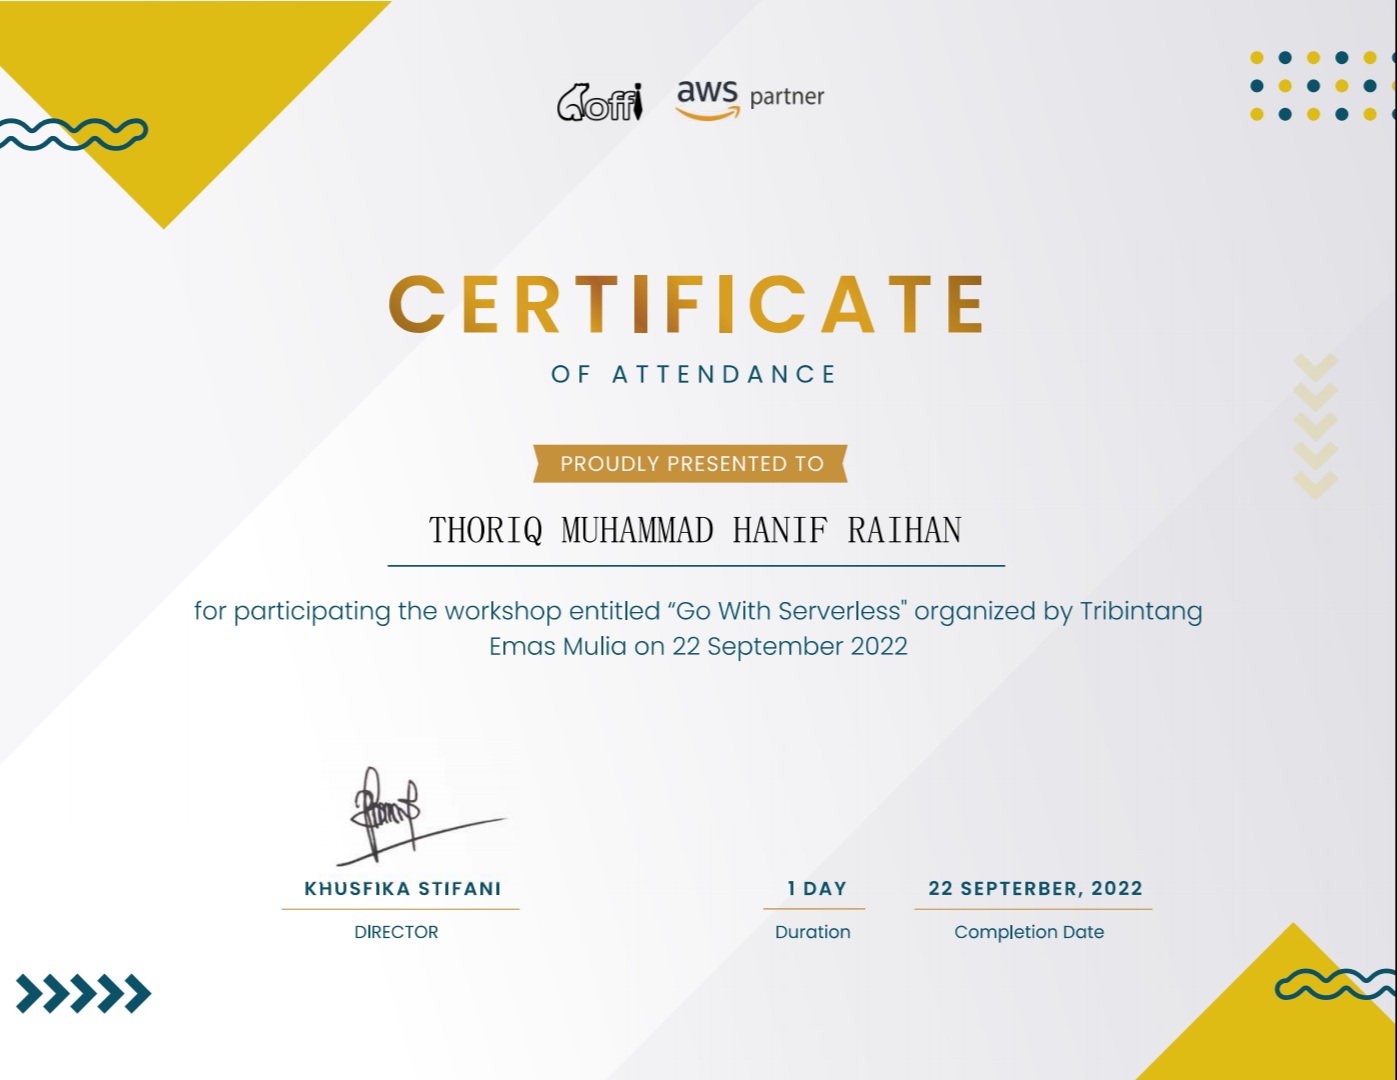 Goffi aws partner
CERTIFICATE
OF ATTENDANCE
PROUDLY PRESENTED TO
THORIQ MUHAMMAD HANIF RAIHAN
for participating the workshop entitled “Go With Serverless" organized by Tribintang
Emas Mulia on 22 September 2022
KHUSFIKA STIFANI
DIRECTOR
1 DAY
Duration
22 SEPTERBER, 2022
Completion Date